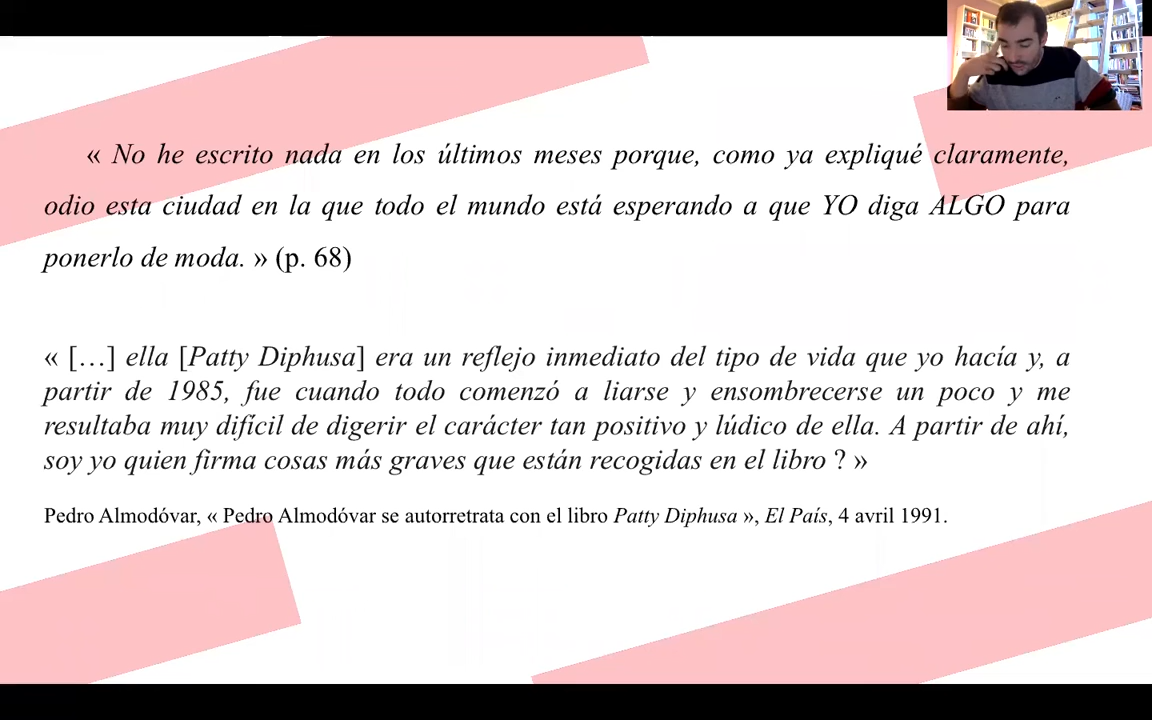 « No he escrito nada en los últimos meses porque, como ya expliqué claramente,
odio esta ciudad en la que todo el mundo está esperando a que YO diga ALGO para
ponerlo de moda. » (p. 68)
« […] ella [Patty Diphusa] era un reflejo inmediato del tipo de vida que yo hacía y, a
partir de 1985, fue cuando todo comenzó a liarse y ensombrecerse un poco y me
resultaba muy difícil de digerir el carácter tan positivo y lúdico de ella. A partir de ahí,
soy yo quien firma cosas más graves que están recogidas en el libro ? »
Pedro Almodóvar, « Pedro Almodóvar se autorretrata con el libro Patty Diphusa », El País, 4 avril 1991.